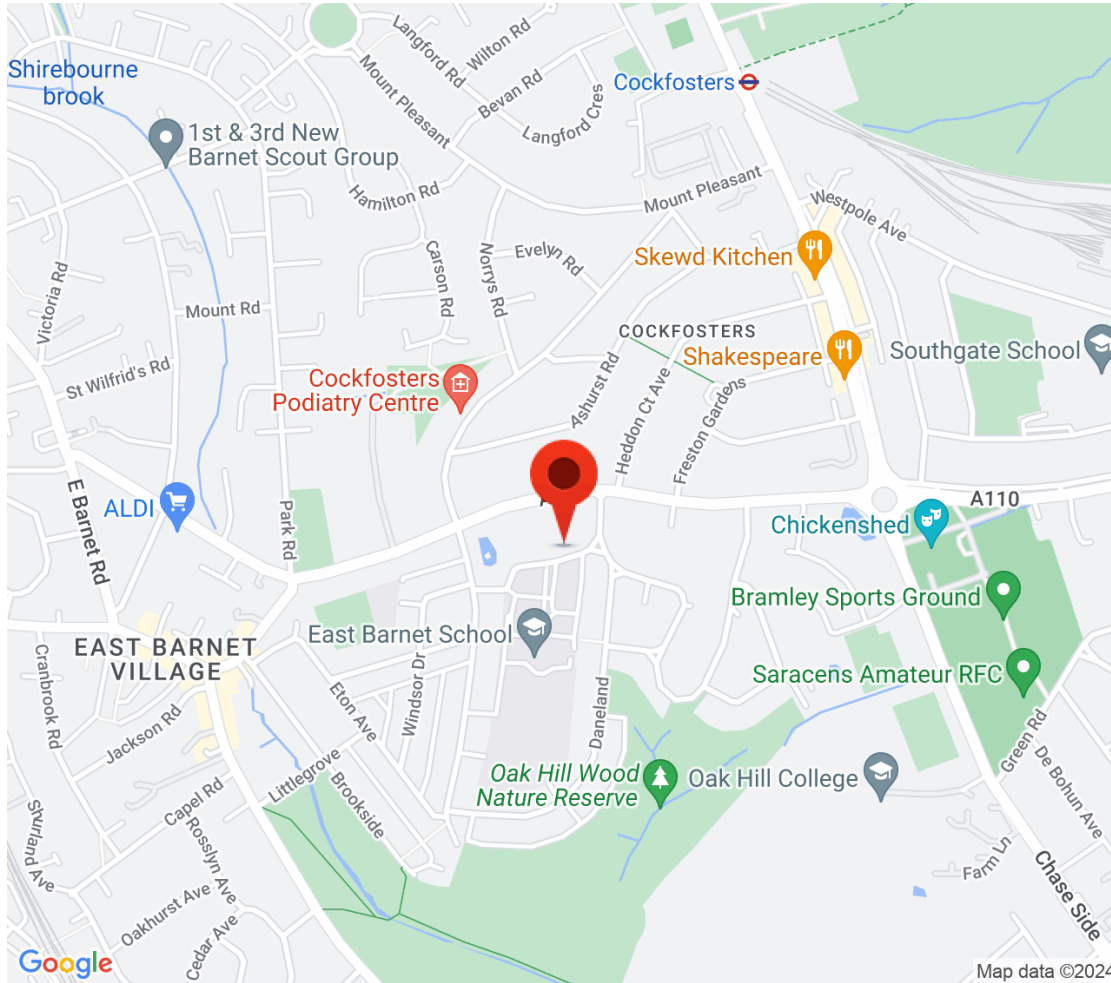 Langford Rd
Wilton Rd
Shirebourne
brook
Mount Pleasant
Bevan Rd
Cockfosters
Langford Cres
1st & 3rd New
Barnet Scout Group
Hamilton Rd
Mount Pleasant
Westpole Ave
Carson Rd
Norrys Rd
Evelyn Rd
Skewd Kitchen
Victoria Rd
Mount Rd
COCKFOSTERS
Shakespeare
Southgate School
St Wilfrid's Rd
Cockfosters
Podiatry Centre
Ashurst Rd
Heddon Ct Ave
Freston Gardens
E Barnet Rd
ALDI
Park Rd
A110
Chickenshed
Bramley Sports Ground
East Barnet School
EAST BARNET
VILLAGE
Saracens Amateur RFC
Cranbrook Rd
Jackson Rd
Eton Ave
Windsor Dr
Daneland
Green Rd
De Bohun Ave
Littlegrove
Brookside
Oak Hill Wood
Nature Reserve
Oak Hill College
Capel Rd
Shurland Ave
Rosslyn Ave
Farm Ln
Chase Side
Oakhurst Ave
Cedar Ave
Google
Map data ©2024